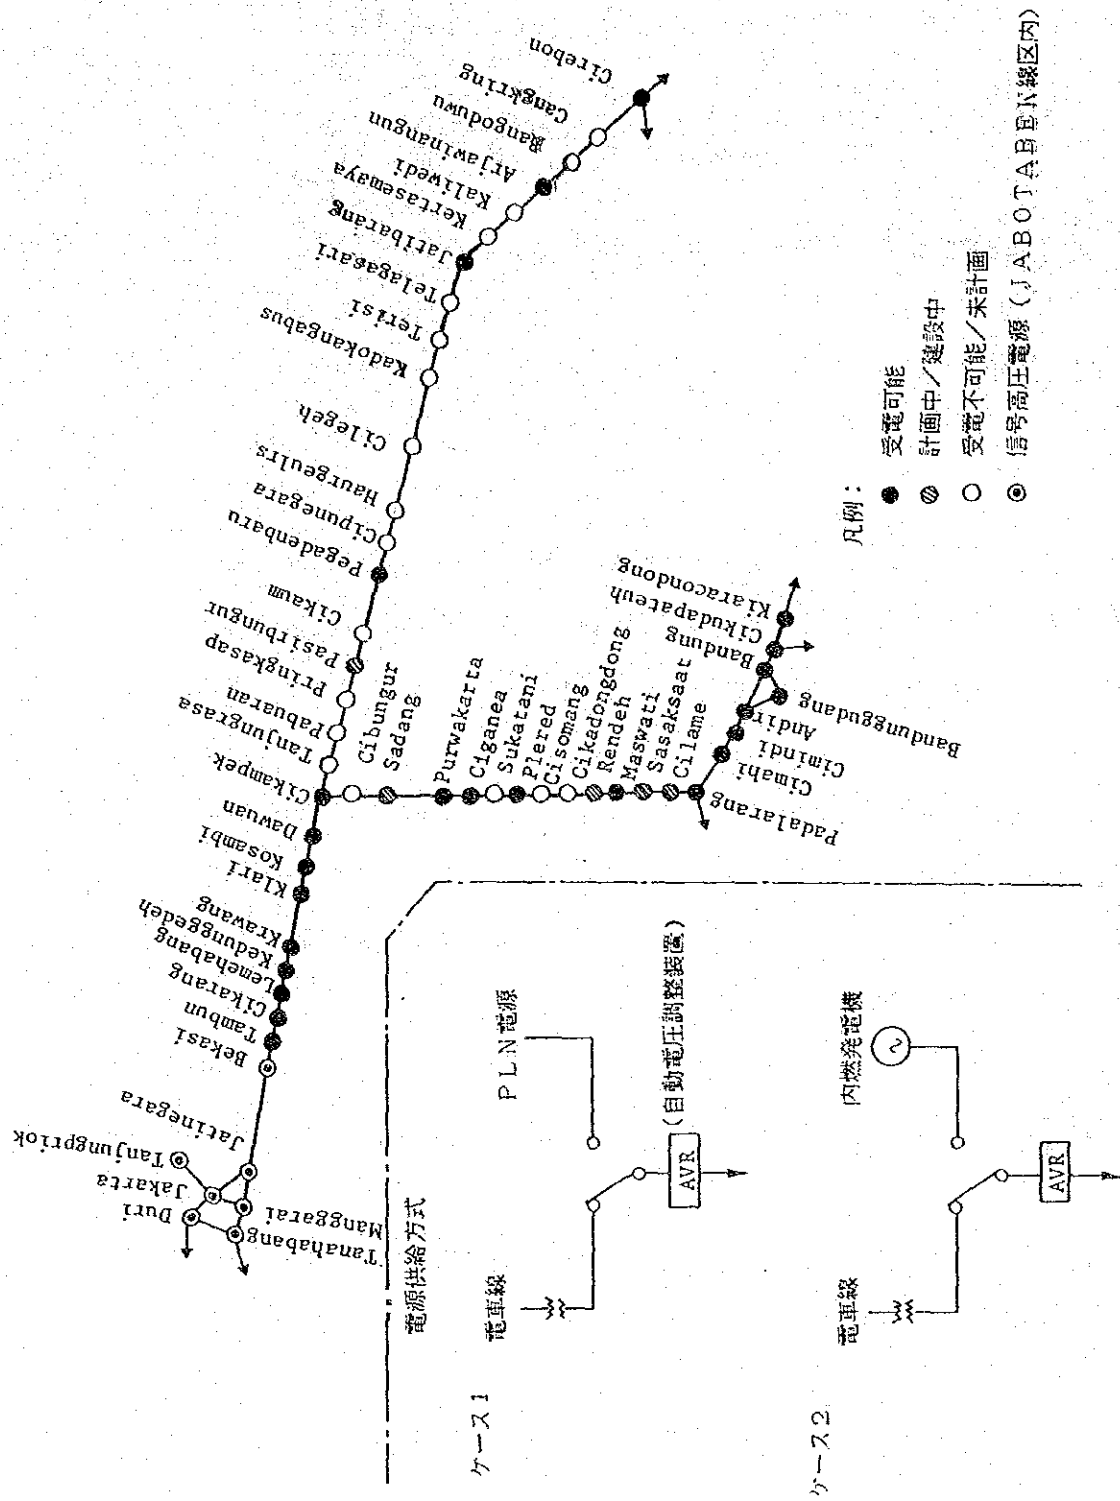 Tanjungpriok
Jakarta
Duri
Tanahabang
Manggarai
Jatinegara
Bekasi
Tambun
Cikarang
Lemehabang
Kedunggedeh
Krawang
Klari
Kosambi
Dawuan
Cikampek
Tanjungrasa
Pabuaran
Pringkasap
Pasirbungur
Cikaum
Pegadenbaru
Cipunegara
Haurgeulrs
Cilegeh
Kadokangabus
Terisi
Telagasari
Jatibarang
Kertasemaya
Kaliwedi
Arjawinangun
Bangoduwu
Cangkring
Cirebon
Cibungur
Sadang
Purwakarta
Ciganea
Sukatani
Plered
Cisomang
Cikadongdong
Rendeh
Maswati
Sasaksaat
Cilame
Padalarang
Cimahi
Cimindi
Andir
Bandunggudang
Bandung
Cikudapateuh
Kiaracondong
凡例：
受電可能
計画中／建設中
受電不可能／未計画
信号高圧電源（JABOTABEK線区内）
電源供給方式
ケース1
電車線
PLN電源
AVR
（自動電圧調整装置）
ケース2
電車線
内燃発電機
AVR